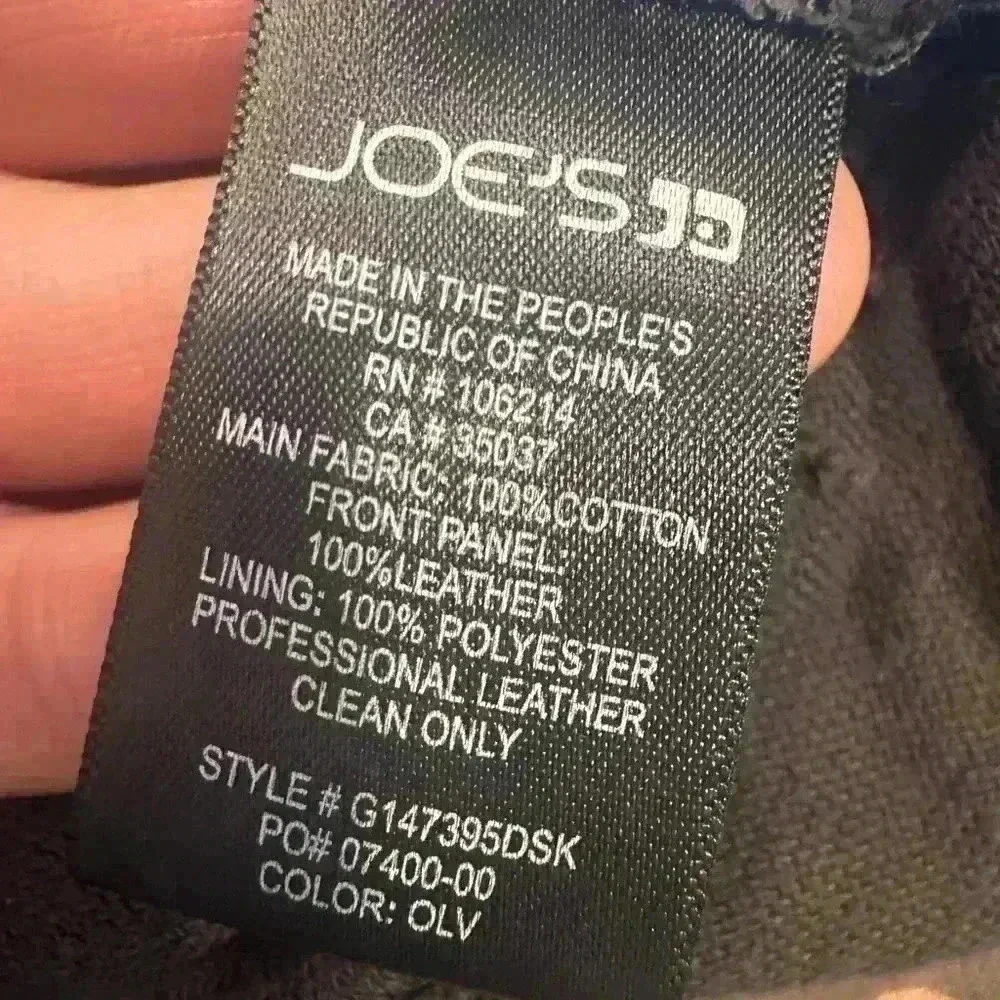 JOE'S
MADE IN THE PEOPLE'S
REPUBLIC OF CHINA
RN # 106214
CA # 35037
MAIN FABRIC: 100%COTTON
FRONT PANEL:
100%LEATHER
LINING: 100% POLYESTER
PROFESSIONAL LEATHER
CLEAN ONLY
STYLE # G147395DSK
PO# 07400-00
COLOR: OLV